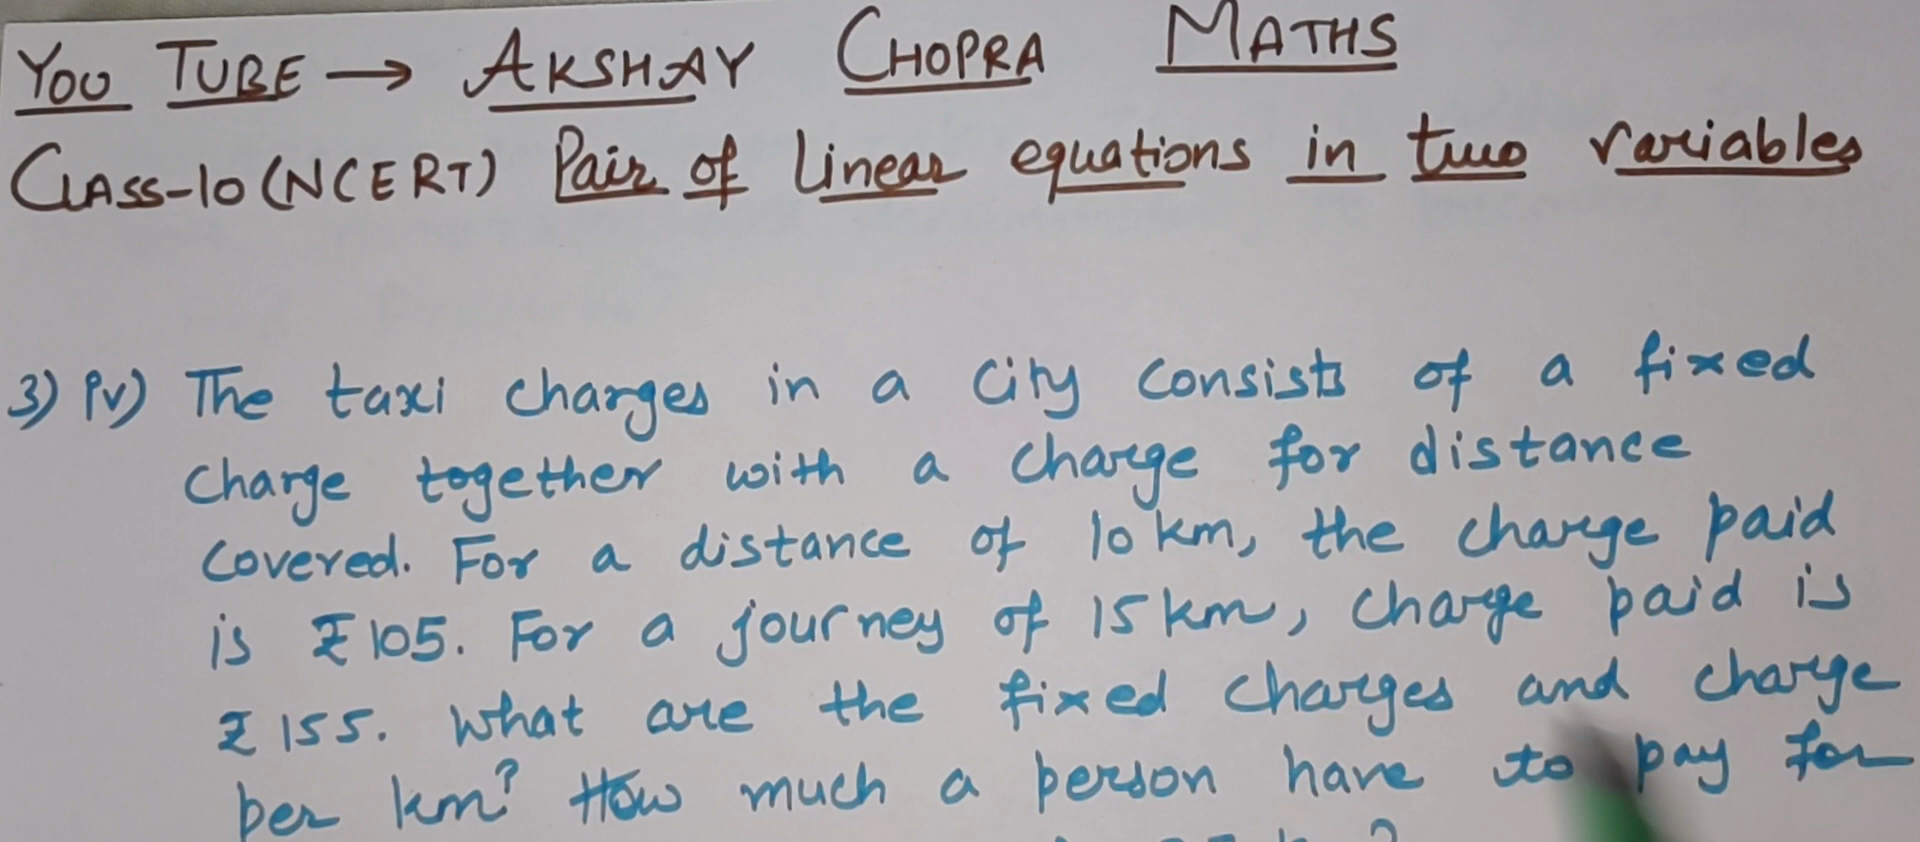 YOU TUBE → AKSHAY CHOPRA MATHS
CLASS-10 (NCERT) Pair of linear equations in two variables
3) iv) The taxi charges in a city consists of a fixed
charge together with a charge for distance
covered. For a distance of 10 km, the charge paid
is ₹105. For a journey of 15 km, charge paid is
₹155. What are the fixed charges and charge
per km? How much a person have to pay for